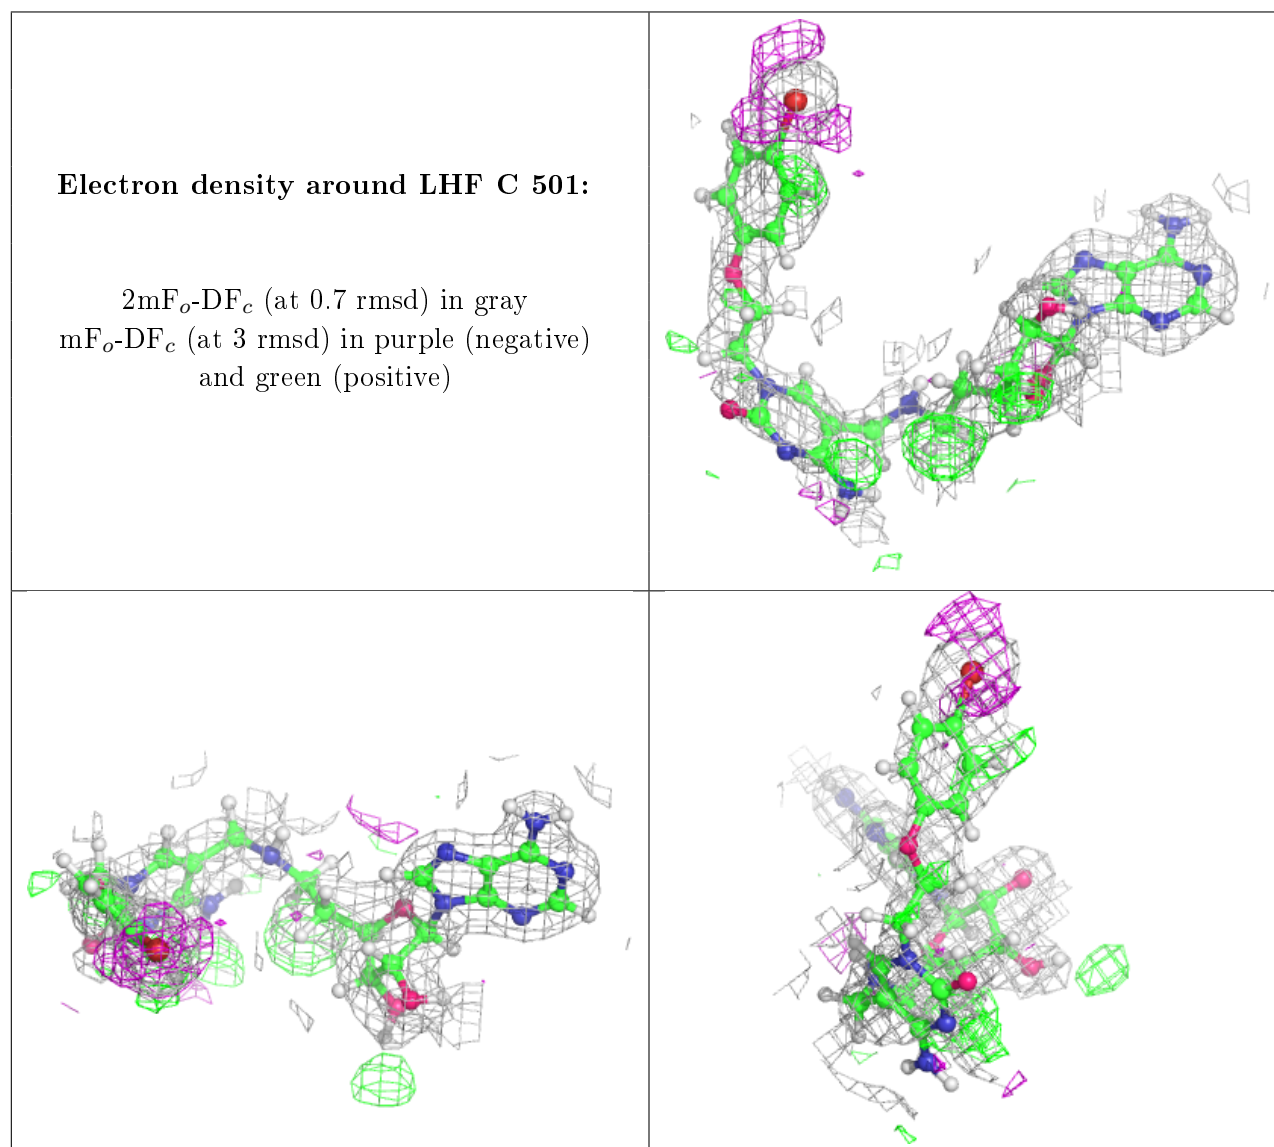 Electron density around LHF C 501:
2mFₒ-DF𝒸 (at 0.7 rmsd) in gray
mFₒ-DF𝒸 (at 3 rmsd) in purple (negative)
and green (positive)